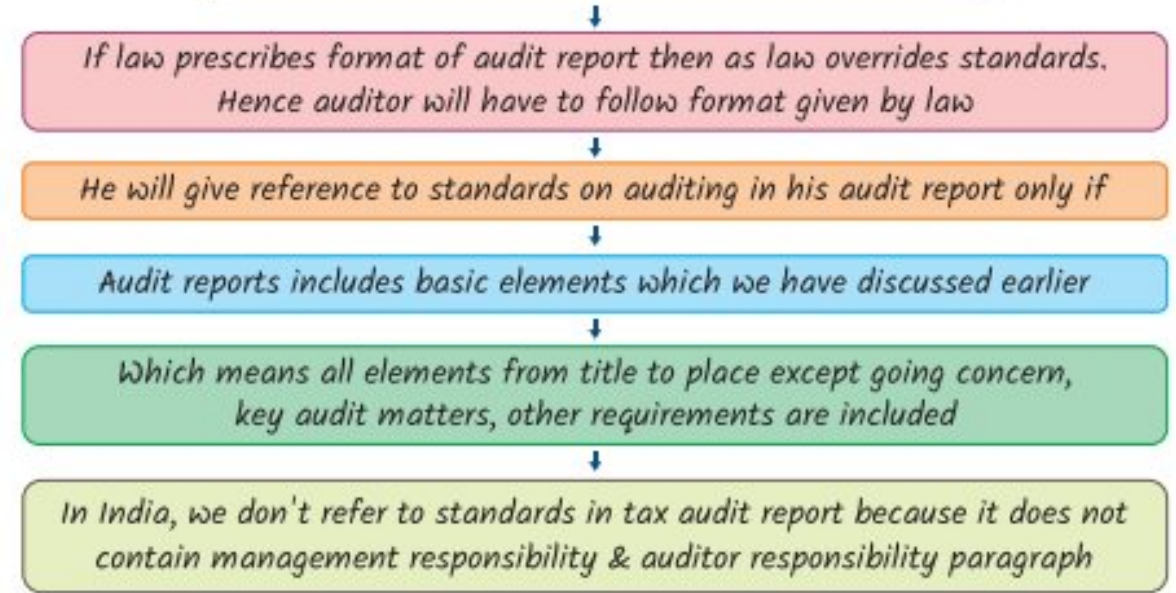 If law prescribes format of audit report then as law overrides standards.
Hence auditor will have to follow format given by law
He will give reference to standards on auditing in his audit report only if
Audit reports includes basic elements which we have discussed earlier
Which means all elements from title to place except going concern,
key audit matters, other requirements are included
In India, we don't refer to standards in tax audit report because it does not
contain management responsibility & auditor responsibility paragraph